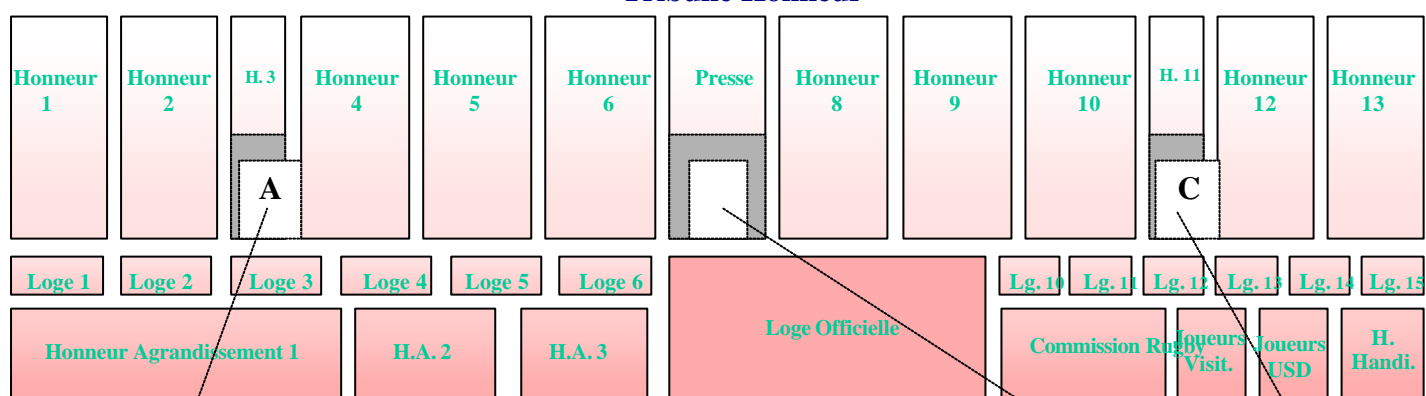 Tribune Honneur
Honneur
1
Honneur
2
H. 3
Honneur
4
Honneur
5
Honneur
6
Presse
Honneur
8
Honneur
9
Honneur
10
H. 11
Honneur
12
Honneur
13
A
C
Loge 1
Loge 2
Loge 3
Loge 4
Loge 5
Loge 6
Lg. 10
Lg. 11
Lg. 12
Lg. 13
Lg. 14
Lg. 15
Honneur Agrandissement 1
H.A. 2
H.A. 3
Loge Officielle
Commission Rugby
Joueurs
Visit.
Joueurs
USD
H.
Handi.